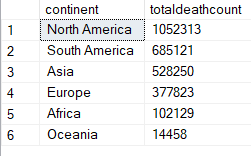 continent totaldeathcount
1 North America 1052313
2 South America 685121
3 Asia 528250
4 Europe 377823
5 Africa 102129
6 Oceania 14458